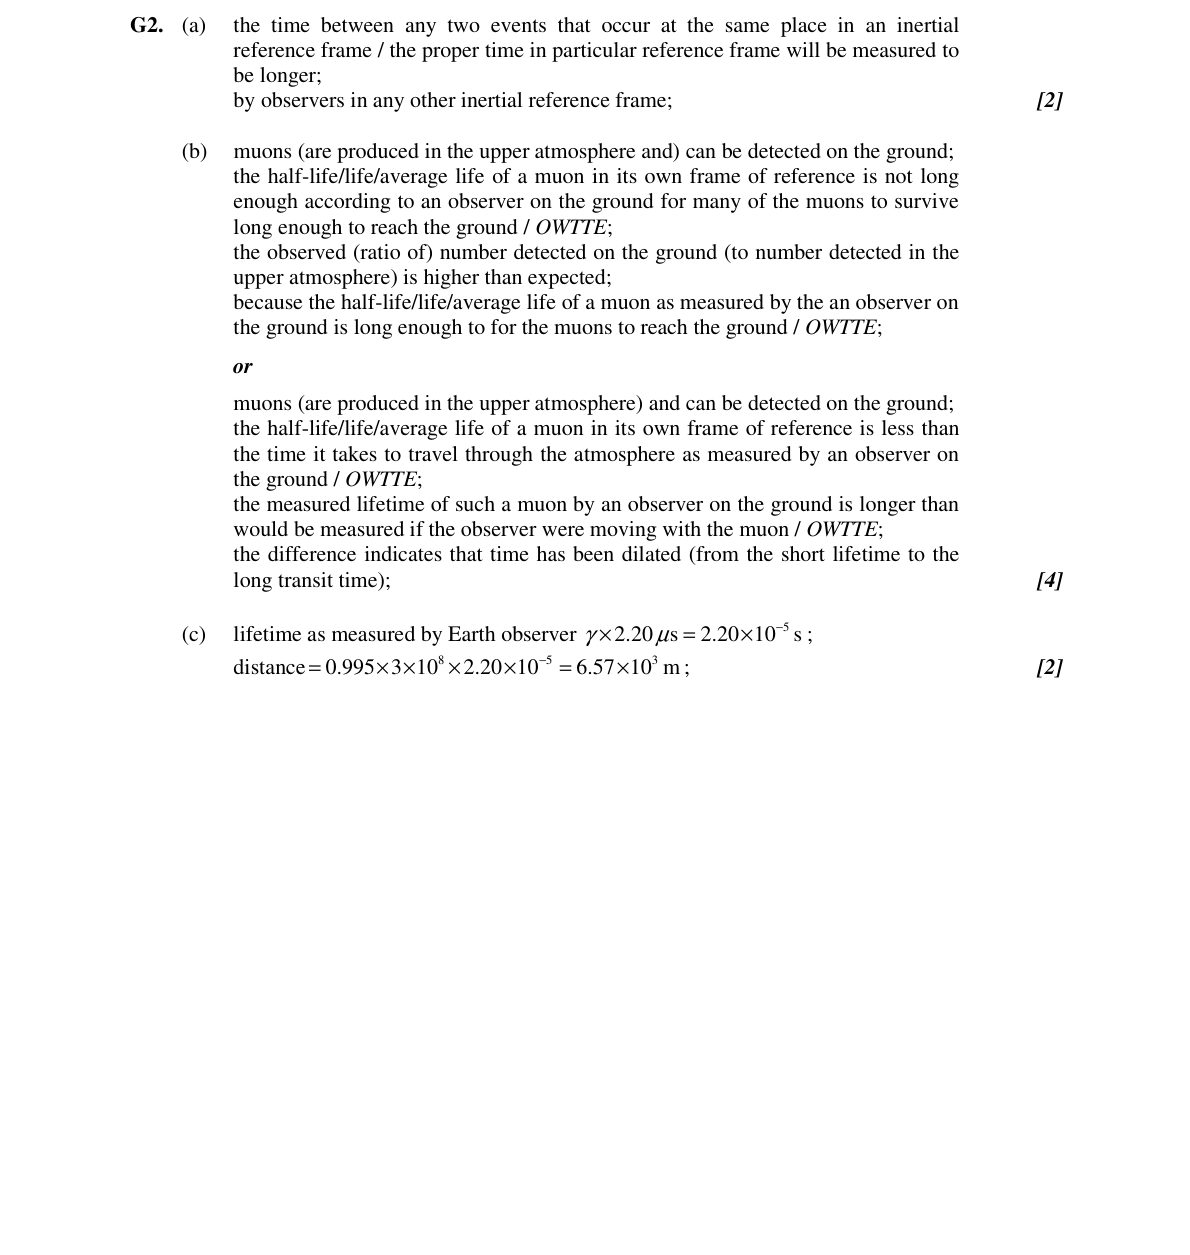 G2. (a) the time between any two events that occur at the same place in an inertial
reference frame / the proper time in particular reference frame will be measured to
be longer;
by observers in any other inertial reference frame; [2]
(b) muons (are produced in the upper atmosphere and) can be detected on the ground;
the half-life/life/average life of a muon in its own frame of reference is not long
enough according to an observer on the ground for many of the muons to survive
long enough to reach the ground / OWTTE;
the observed (ratio of) number detected on the ground (to number detected in the
upper atmosphere) is higher than expected;
because the half-life/life/average life of a muon as measured by the an observer on
the ground is long enough to for the muons to reach the ground / OWTTE;
or
muons (are produced in the upper atmosphere) and can be detected on the ground;
the half-life/life/average life of a muon in its own frame of reference is less than
the time it takes to travel through the atmosphere as measured by an observer on
the ground / OWTTE;
the measured lifetime of such a muon by an observer on the ground is longer than
would be measured if the observer were moving with the muon / OWTTE;
the difference indicates that time has been dilated (from the short lifetime to the
long transit time); [4]
(c) lifetime as measured by Earth observer γ×2.20 μs = 2.20×10⁻⁵ s ;
distance = 0.995×3×10⁸ ×2.20×10⁻⁵ = 6.57×10³ m ; [2]